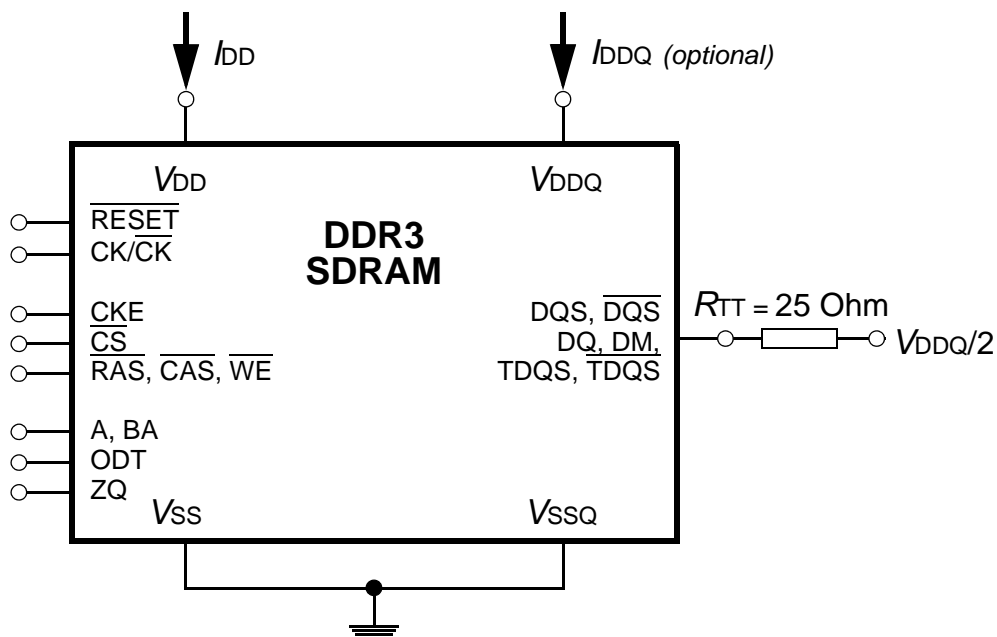 IDD
IDDQ (optional)
VDD
VDDQ
RESET
CK/CK
DDR3
SDRAM
CKE
CS
RAS, CAS, WE
DQS, DQS
DQ, DM,
TDQS, TDQS
RTT = 25 Ohm
VDDQ/2
A, BA
ODT
ZQ
VSS
VSSQ